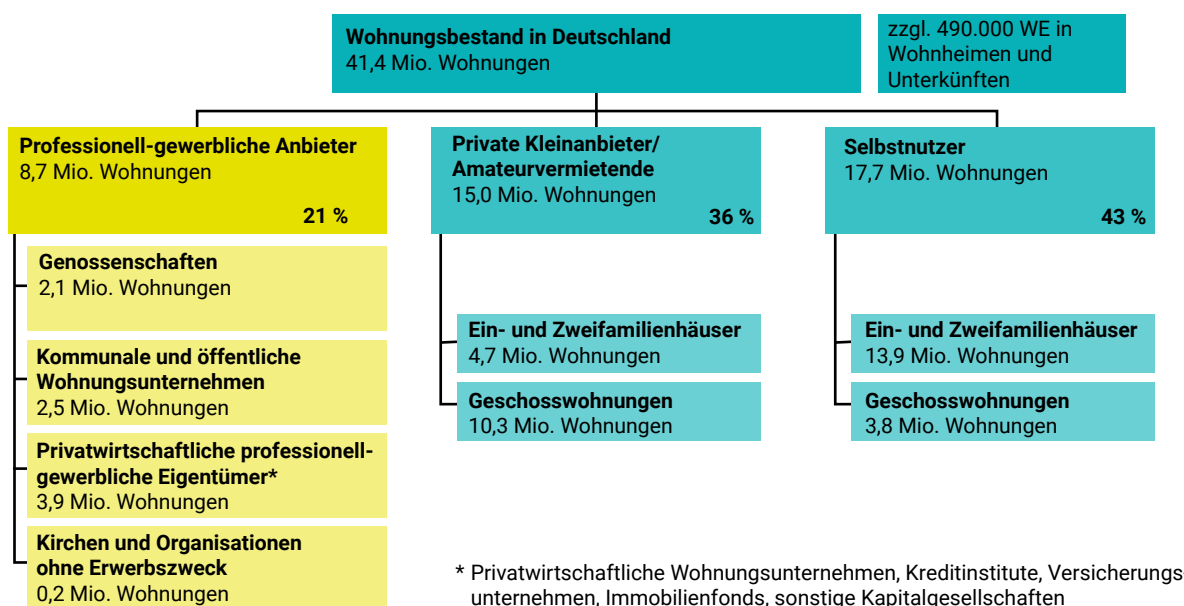 Wohnungsbestand in Deutschland
41,4 Mio. Wohnungen
zzgl. 490.000 WE in
Wohnheimen und
Unterkünften
Professionell-gewerbliche Anbieter
8,7 Mio. Wohnungen
21 %
Genossenschaften
2,1 Mio. Wohnungen
Kommunale und öffentliche
Wohnungsunternehmen
2,5 Mio. Wohnungen
Privatwirtschaftliche professionell-
gewerbliche Eigentümer*
3,9 Mio. Wohnungen
Kirchen und Organisationen
ohne Erwerbszweck
0,2 Mio. Wohnungen
Private Kleinanbieter/
Amateurvermietende
15,0 Mio. Wohnungen
36 %
Ein- und Zweifamilienhäuser
4,7 Mio. Wohnungen
Geschosswohnungen
10,3 Mio. Wohnungen
Selbstnutzer
17,7 Mio. Wohnungen
43 %
Ein- und Zweifamilienhäuser
13,9 Mio. Wohnungen
Geschosswohnungen
3,8 Mio. Wohnungen
* Privatwirtschaftliche Wohnungsunternehmen, Kreditinstitute, Versicherungs-
unternehmen, Immobilienfonds, sonstige Kapitalgesellschaften